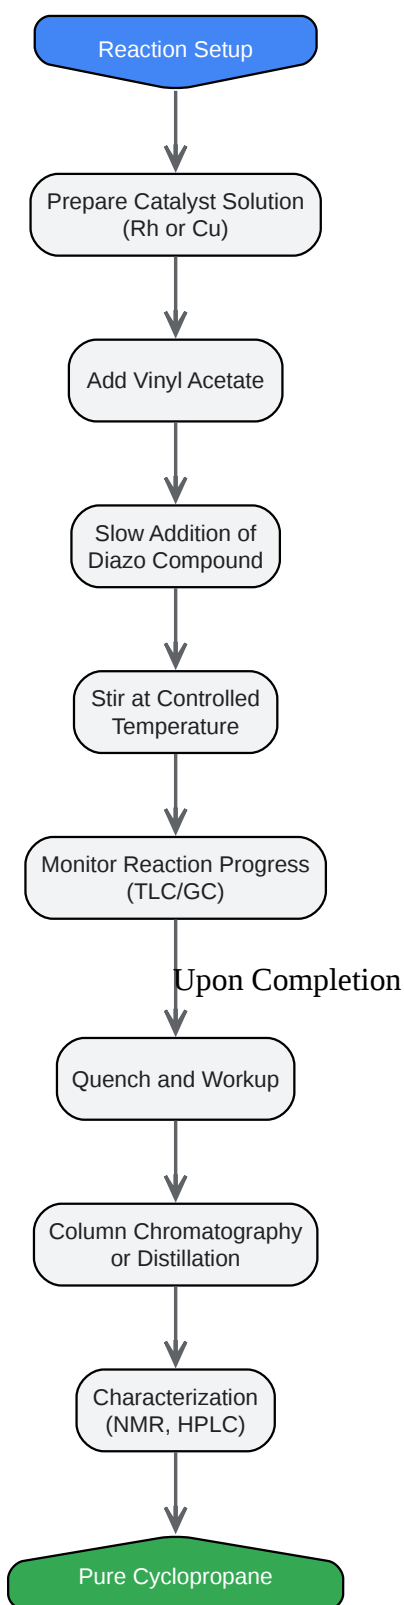 Reaction Setup
Prepare Catalyst Solution
(Rh or Cu)
Add Vinyl Acetate
Slow Addition of
Diazo Compound
Stir at Controlled
Temperature
Monitor Reaction Progress
(TLC/GC)
Upon Completion
Quench and Workup
Column Chromatography
or Distillation
Characterization
(NMR, HPLC)
Pure Cyclopropane